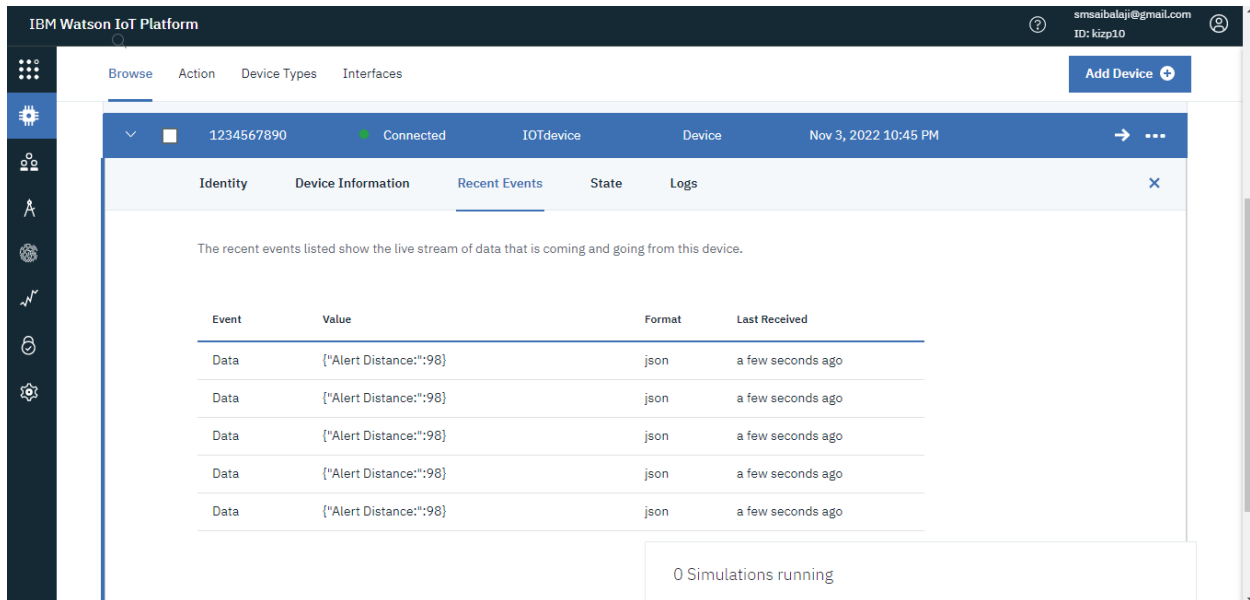 IBM Watson IoT Platform
smsaibalaji@gmail.com
ID: kizp10
Browse Action Device Types Interfaces
Add Device
1234567890 Connected IOTdevice Device Nov 3, 2022 10:45 PM
Identity Device Information Recent Events State Logs
The recent events listed show the live stream of data that is coming and going from this device.
Event Value Format Last Received
Data {"Alert Distance:":98} json a few seconds ago
Data {"Alert Distance:":98} json a few seconds ago
Data {"Alert Distance:":98} json a few seconds ago
Data {"Alert Distance:":98} json a few seconds ago
Data {"Alert Distance:":98} json a few seconds ago
0 Simulations running